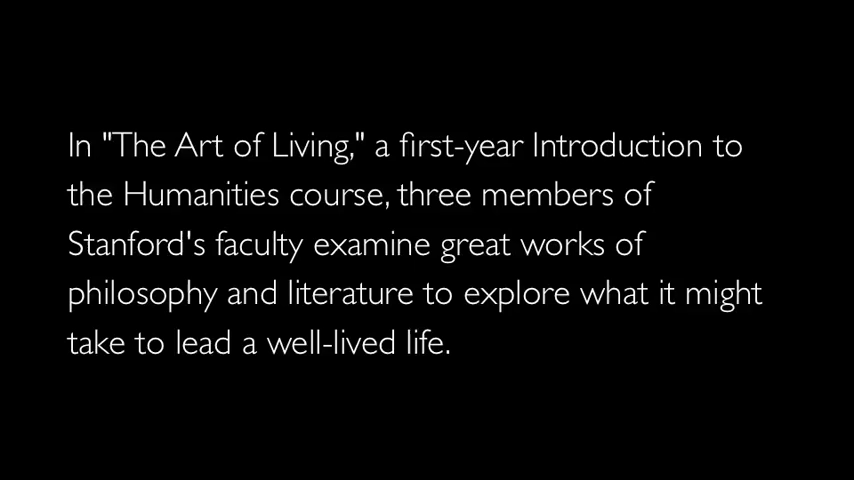 In "The Art of Living," a first-year Introduction to
the Humanities course, three members of
Stanford's faculty examine great works of
philosophy and literature to explore what it might
take to lead a well-lived life.